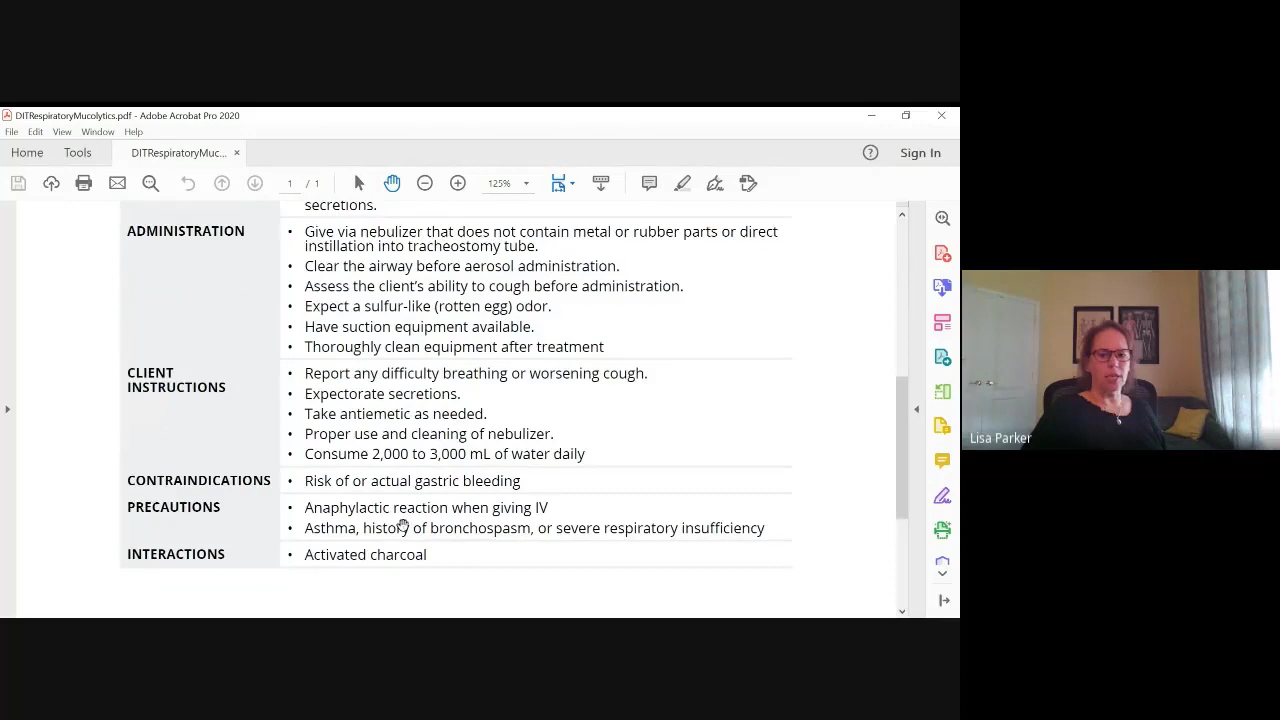 DITRespiratoryMucolytics.pdf - Adobe Acrobat Pro 2020
File Edit View Window Help
Home Tools DITRespiratoryMuc... × Sign In
1 / 1 125%
secretions.
ADMINISTRATION
• Give via nebulizer that does not contain metal or rubber parts or direct
instillation into tracheostomy tube.
• Clear the airway before aerosol administration.
• Assess the client's ability to cough before administration.
• Expect a sulfur-like (rotten egg) odor.
• Have suction equipment available.
• Thoroughly clean equipment after treatment
CLIENT
INSTRUCTIONS
• Report any difficulty breathing or worsening cough.
• Expectorate secretions.
• Take antiemetic as needed.
• Proper use and cleaning of nebulizer.
• Consume 2,000 to 3,000 mL of water daily
CONTRAINDICATIONS
• Risk of or actual gastric bleeding
PRECAUTIONS
• Anaphylactic reaction when giving IV
• Asthma, history of bronchospasm, or severe respiratory insufficiency
INTERACTIONS
• Activated charcoal
Lisa Parker